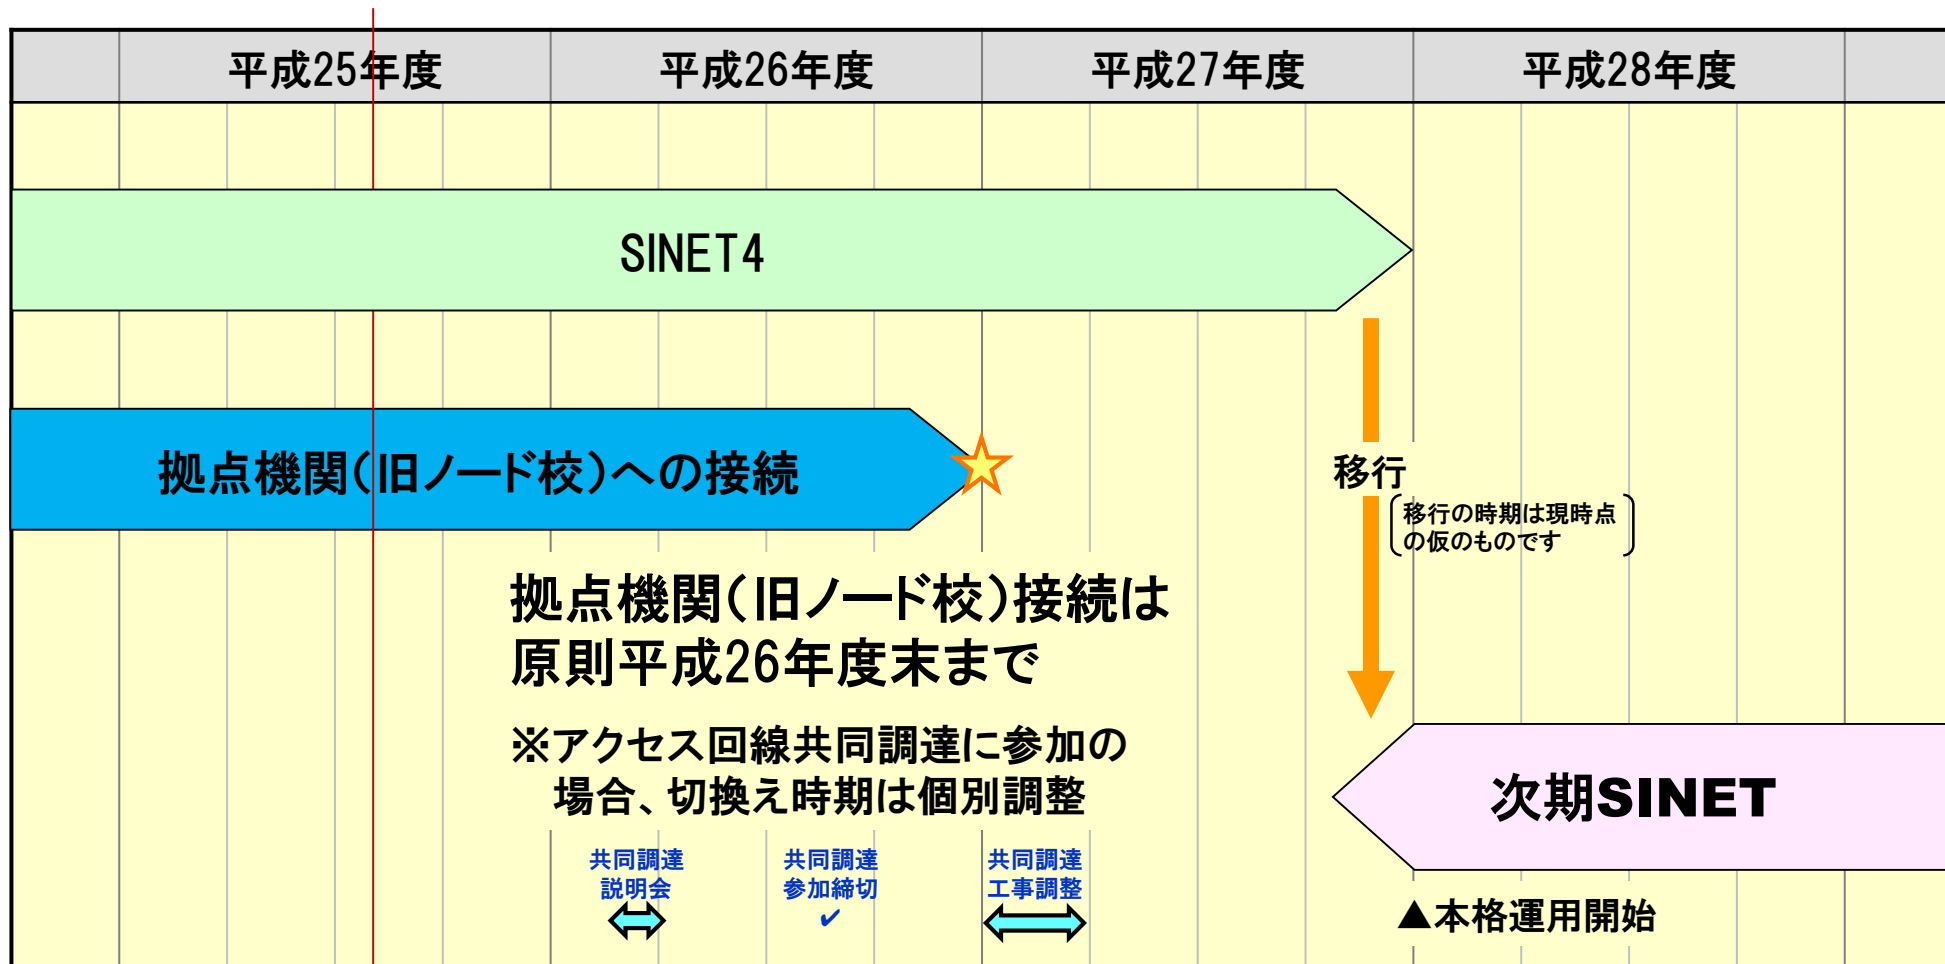 平成25年度
平成26年度
平成27年度
平成28年度
SINET4
拠点機関(旧ノード校)への接続
移行
移行の時期は現時点
の仮のものです
拠点機関(旧ノード校)接続は
原則平成26年度末まで
※アクセス回線共同調達に参加の
場合、切換え時期は個別調整
次期SINET
共同調達
説明会
共同調達
参加締切
✓
共同調達
工事調整
▲本格運用開始